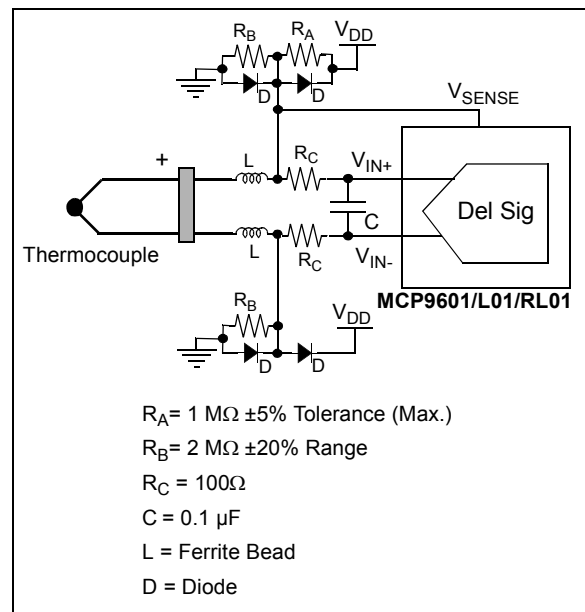 R_B R_A V_DD
D D
V_SENSE
+ L R_C V_IN+
Del Sig
C
Thermocouple
L R_C V_IN-
MCP9601/L01/RL01
R_B V_DD
D D
R_A= 1 MΩ ±5% Tolerance (Max.)
R_B= 2 MΩ ±20% Range
R_C = 100Ω
C = 0.1 µF
L = Ferrite Bead
D = Diode